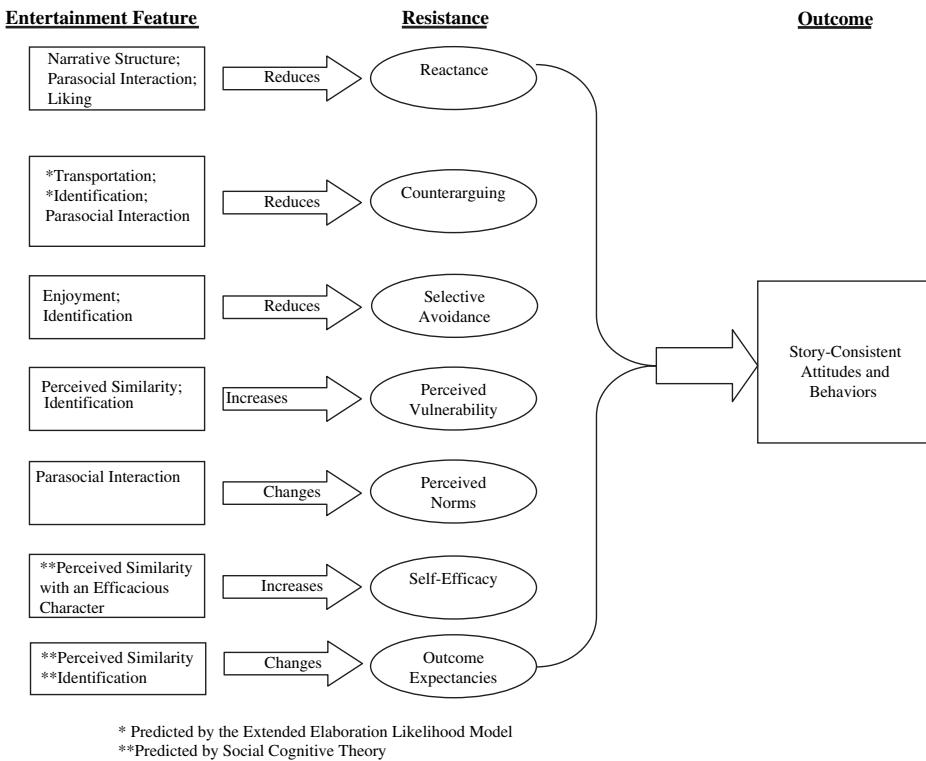 Entertainment Feature
Resistance
Outcome
Narrative Structure;
Parasocial Interaction;
Liking
Reduces
Reactance
*Transportation;
*Identification;
Parasocial Interaction
Reduces
Counterarguing
Enjoyment;
Identification
Reduces
Selective
Avoidance
Perceived Similarity;
Identification
Increases
Perceived
Vulnerability
Parasocial Interaction
Changes
Perceived
Norms
**Perceived Similarity
with an Efficacious
Character
Increases
Self-Efficacy
**Perceived Similarity
**Identification
Changes
Outcome
Expectancies
Story-Consistent
Attitudes and
Behaviors
* Predicted by the Extended Elaboration Likelihood Model
**Predicted by Social Cognitive Theory